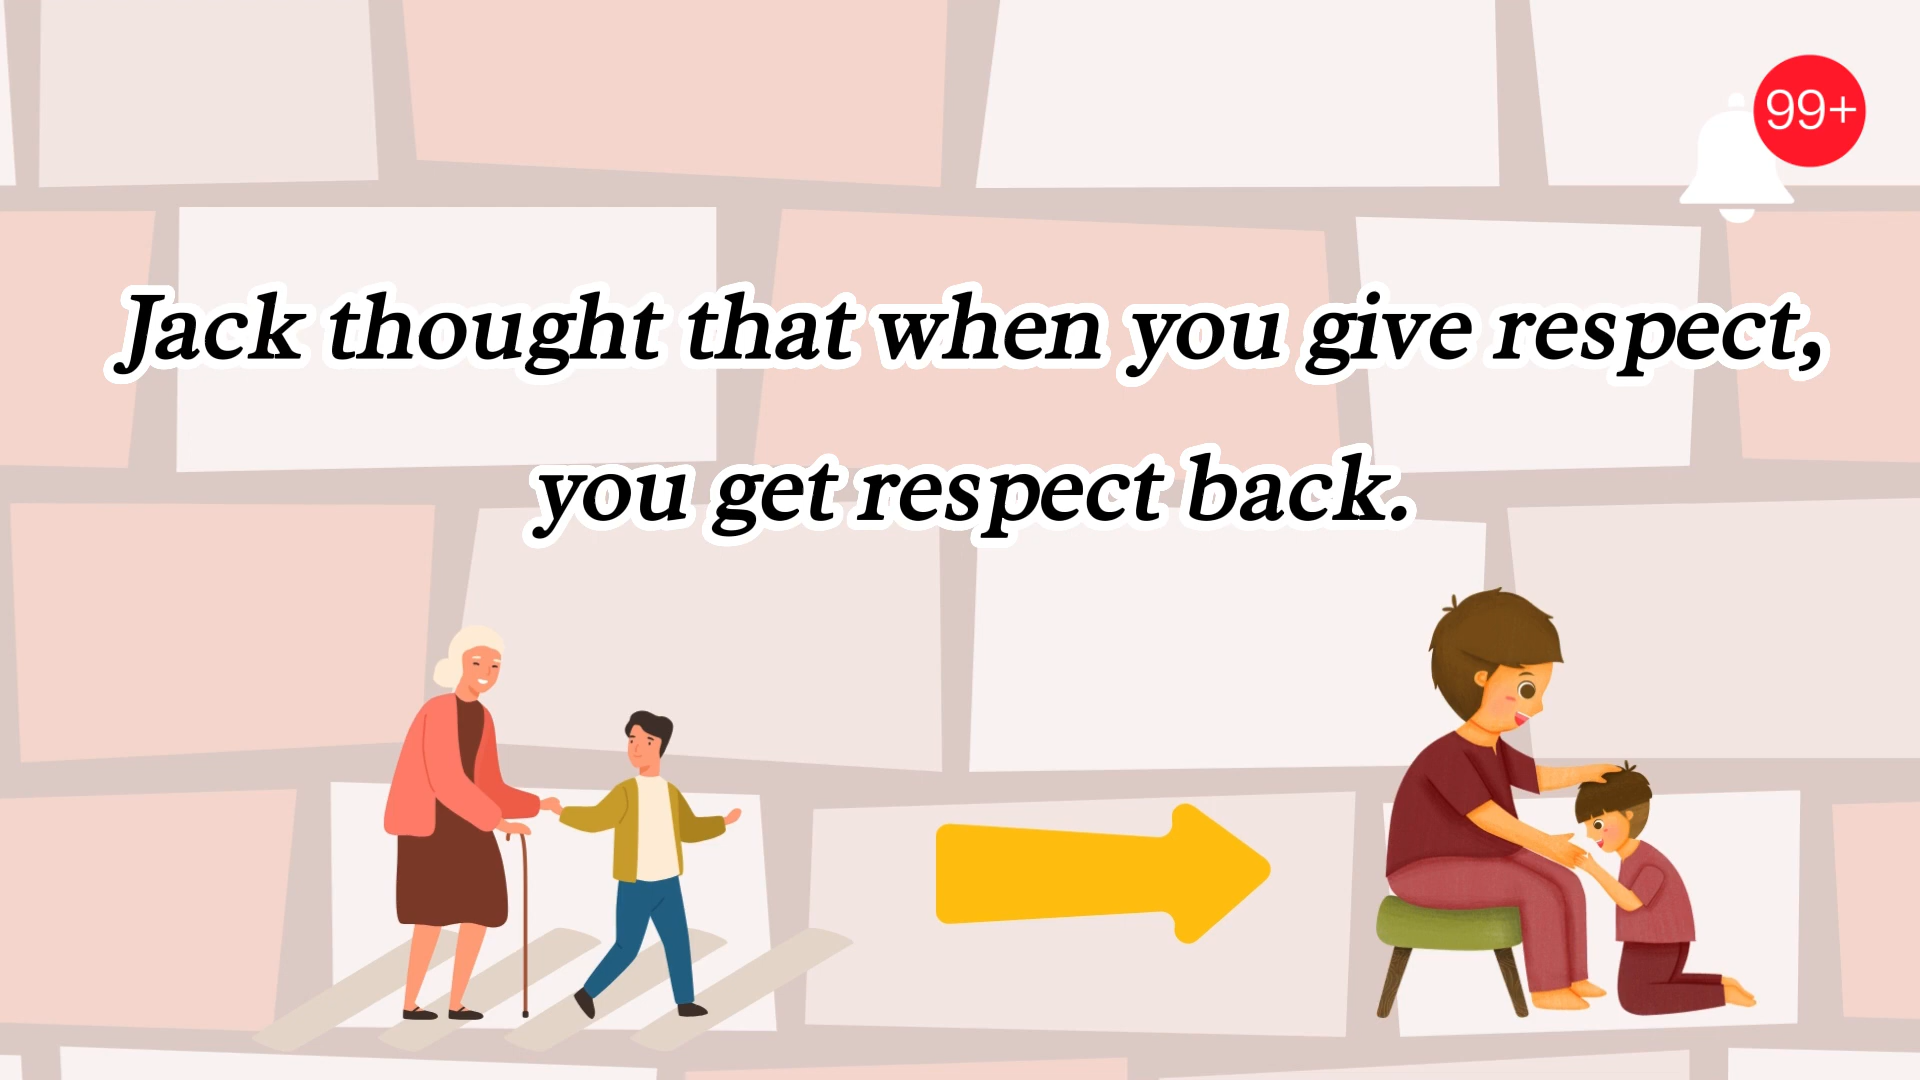 99+
Jack thought that when you give respect,
you get respect back.